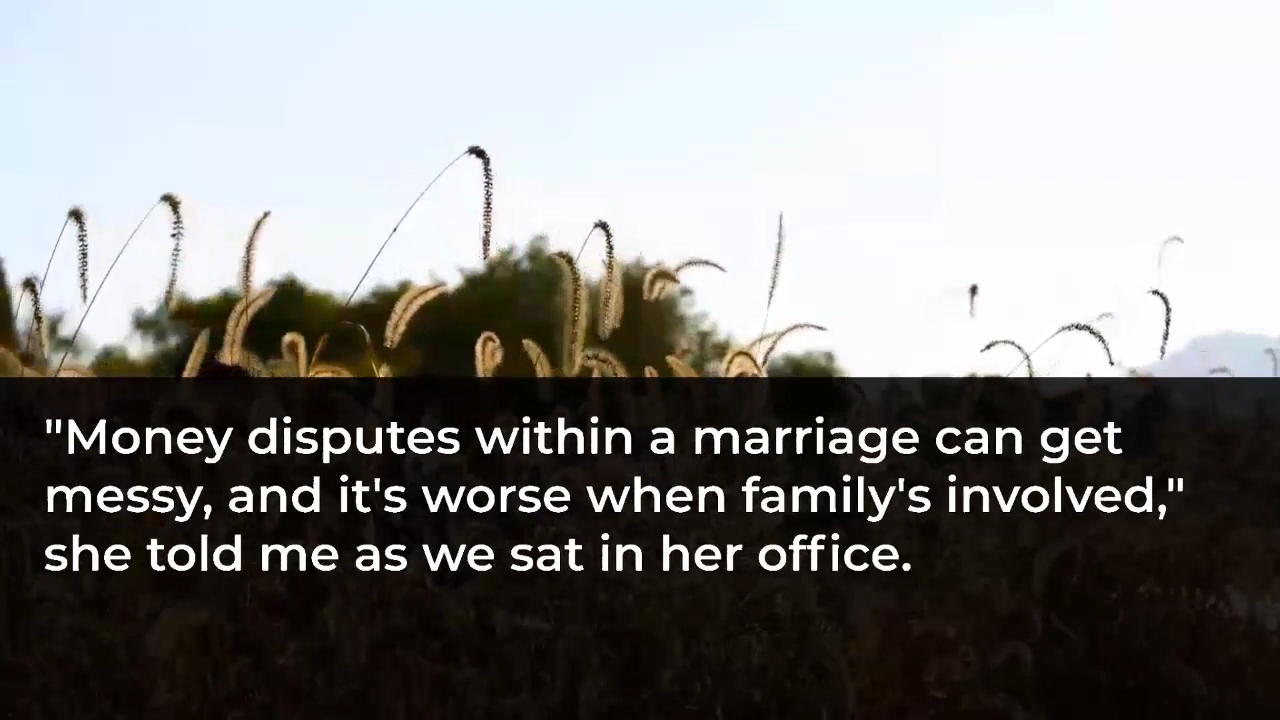 "Money disputes within a marriage can get
messy, and it's worse when family's involved,"
she told me as we sat in her office.